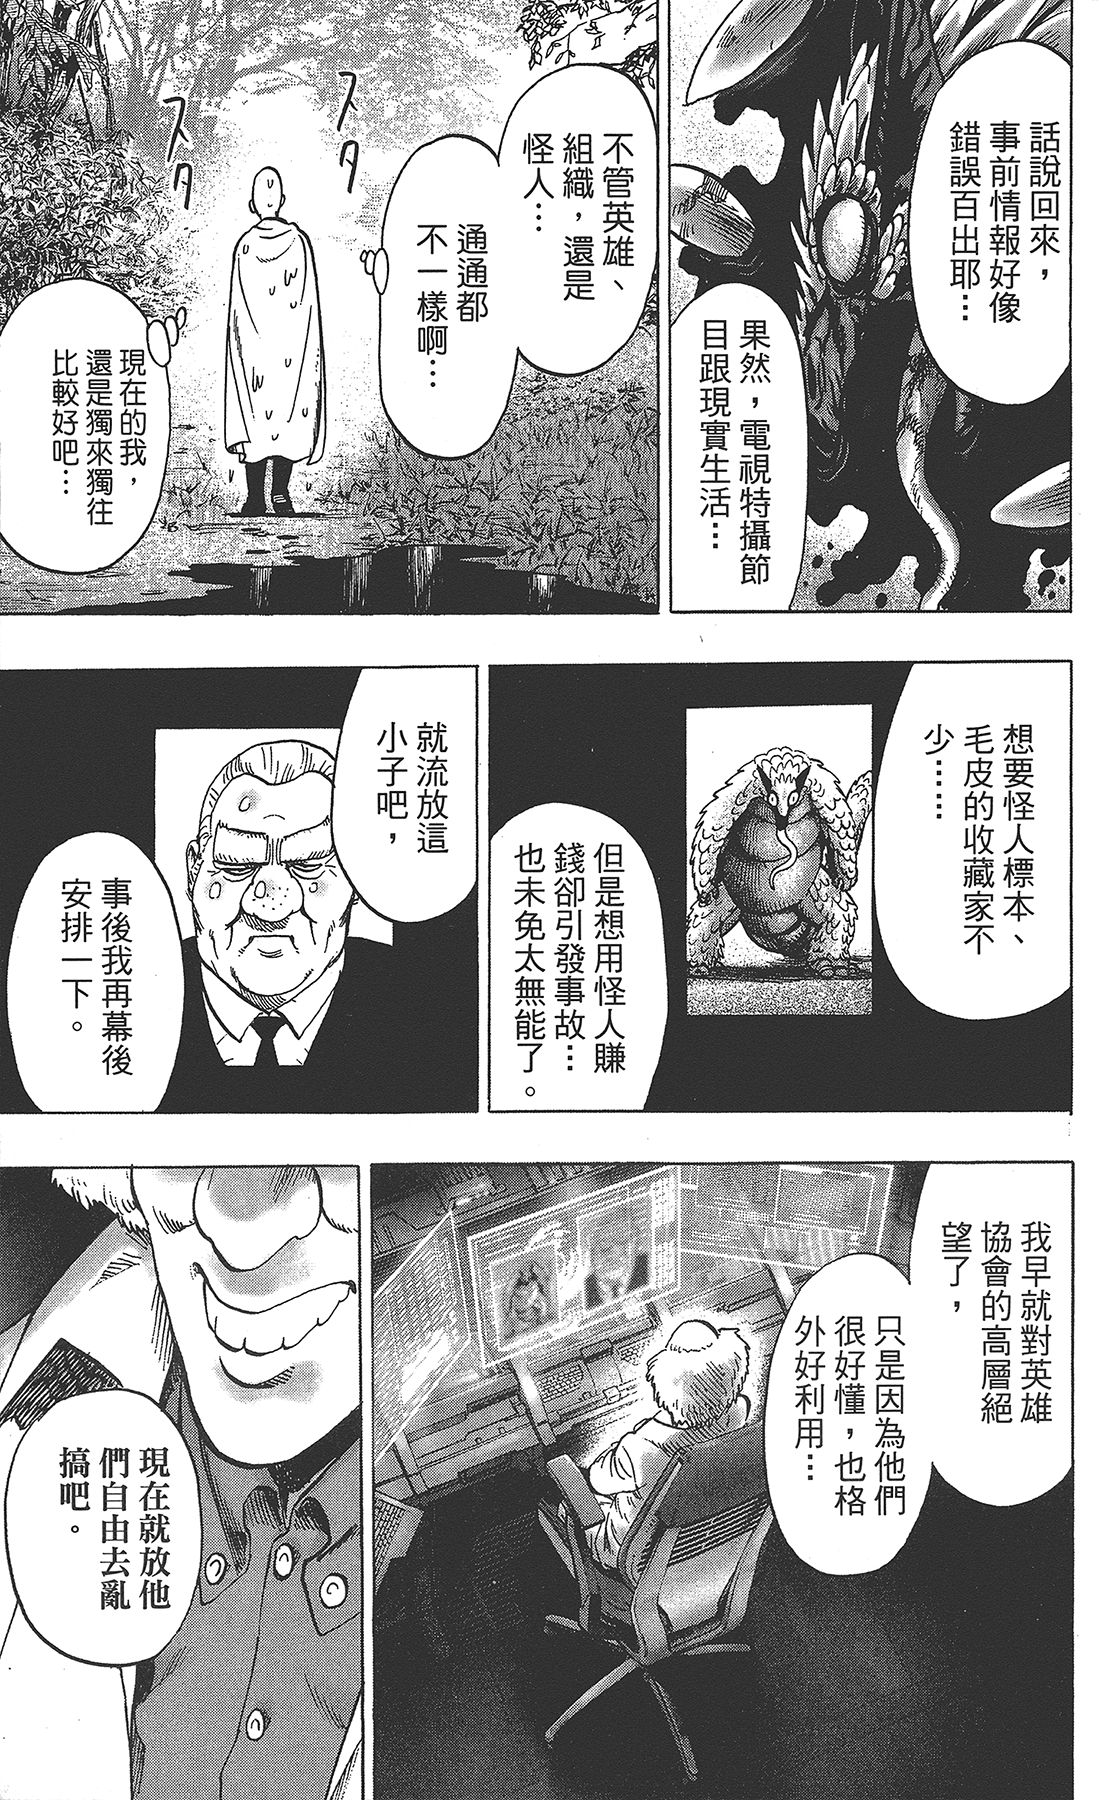 話說回來，
事前情報好像
錯誤百出耶…
果然，電視特攝節
目跟現實生活…
不管英雄、
組織，還是
怪人…
通通都
不一樣啊…
スタ
スタ
現在的我，
還是獨來獨往
比較好吧…
想要怪人標本、
毛皮的收藏家不
少……
但是想用怪人賺
錢卻引發事故…
也未免太無能了。
就流放這
小子吧，
事後我再幕後
安排一下。
我早就對英雄
協會的高層絕
望了，
只是因為他們
很好懂，也格
外好利用…
現在就放他
們自由去亂
搞吧。